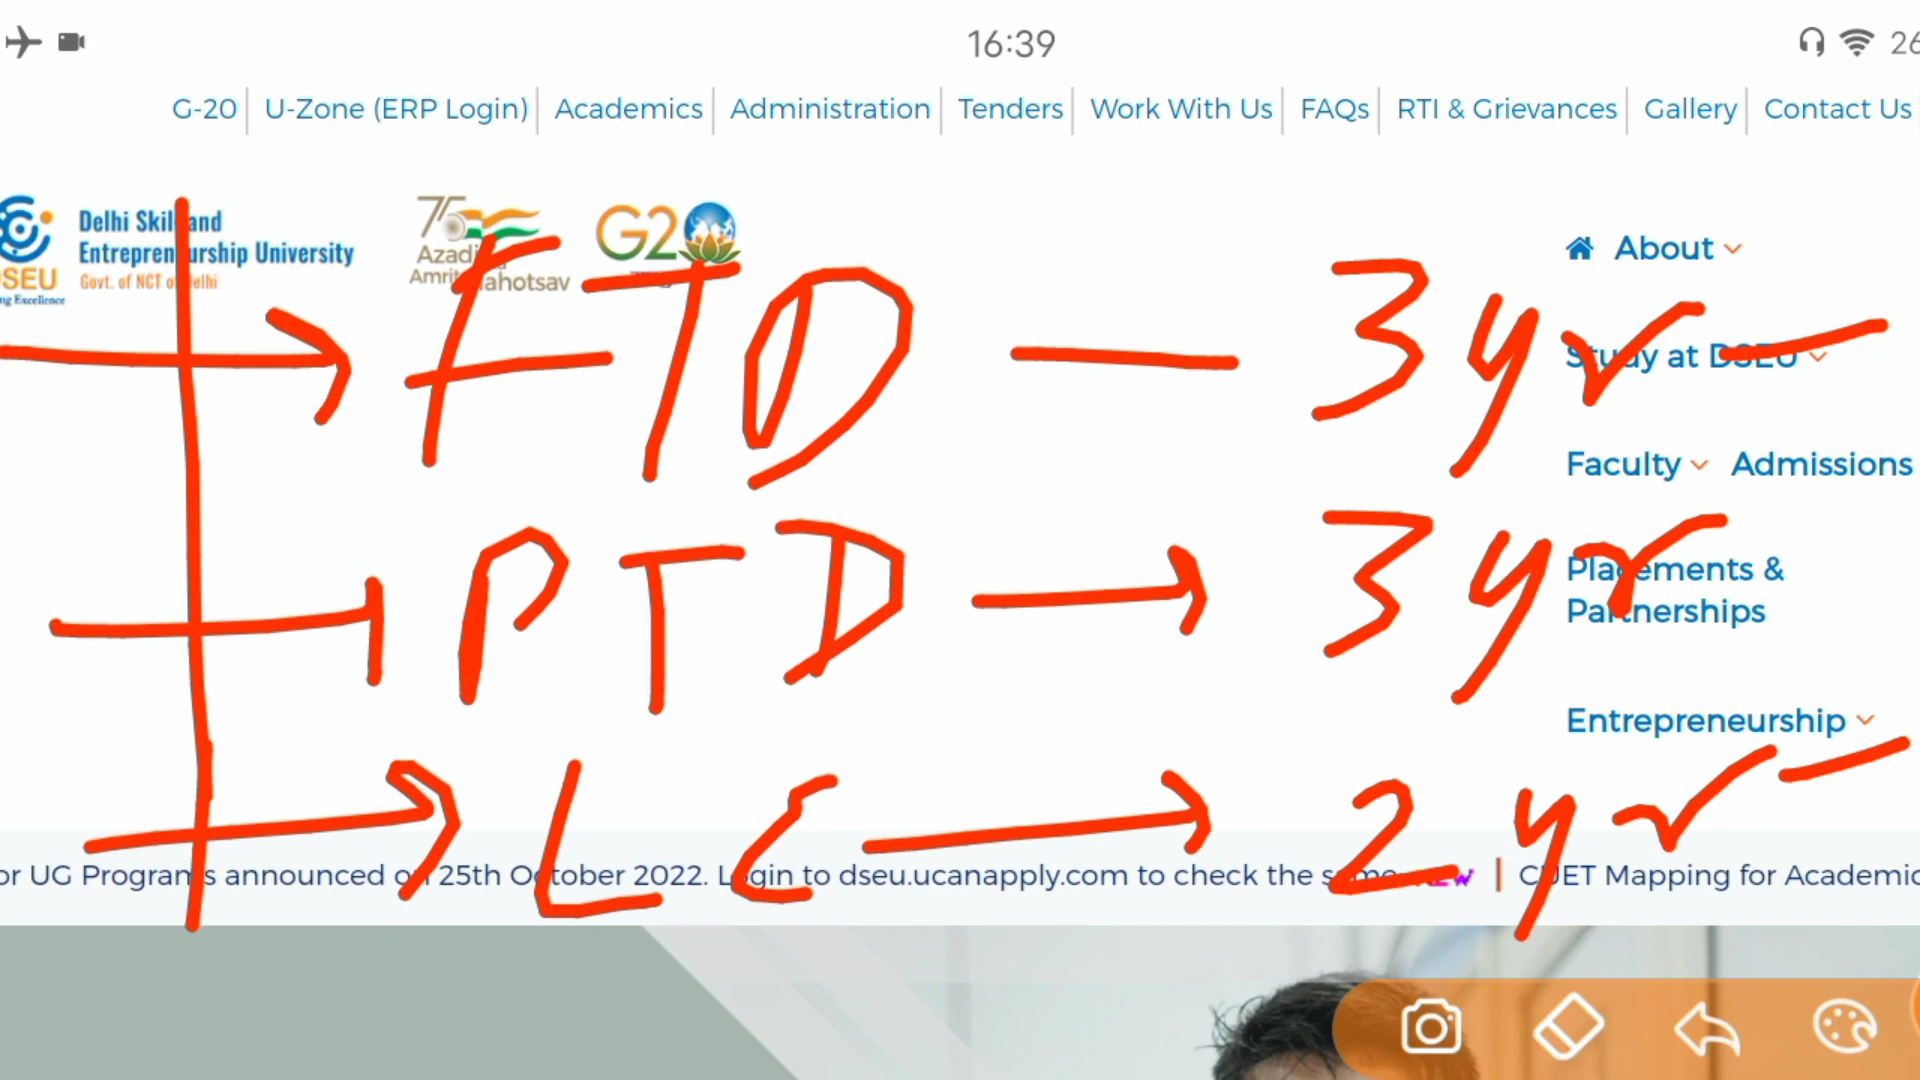 16:39
26
G-20 U-Zone (ERP Login) Academics Administration Tenders Work With Us FAQs RTI & Grievances Gallery Contact Us
DSEU
Delhi Skill and
Entrepreneurship University
Govt. of NCT of Delhi
75
Azadi
Amrit Mahotsav
G20
About
Study at DSEU
Faculty Admissions
Placements &
Partnerships
Entrepreneurship
FTD — 3yr
PTD → 3yr
LC → 2yr
or UG Programs announced on 25th October 2022. Login to dseu.ucanapply.com to check the same. | CUET Mapping for Academic